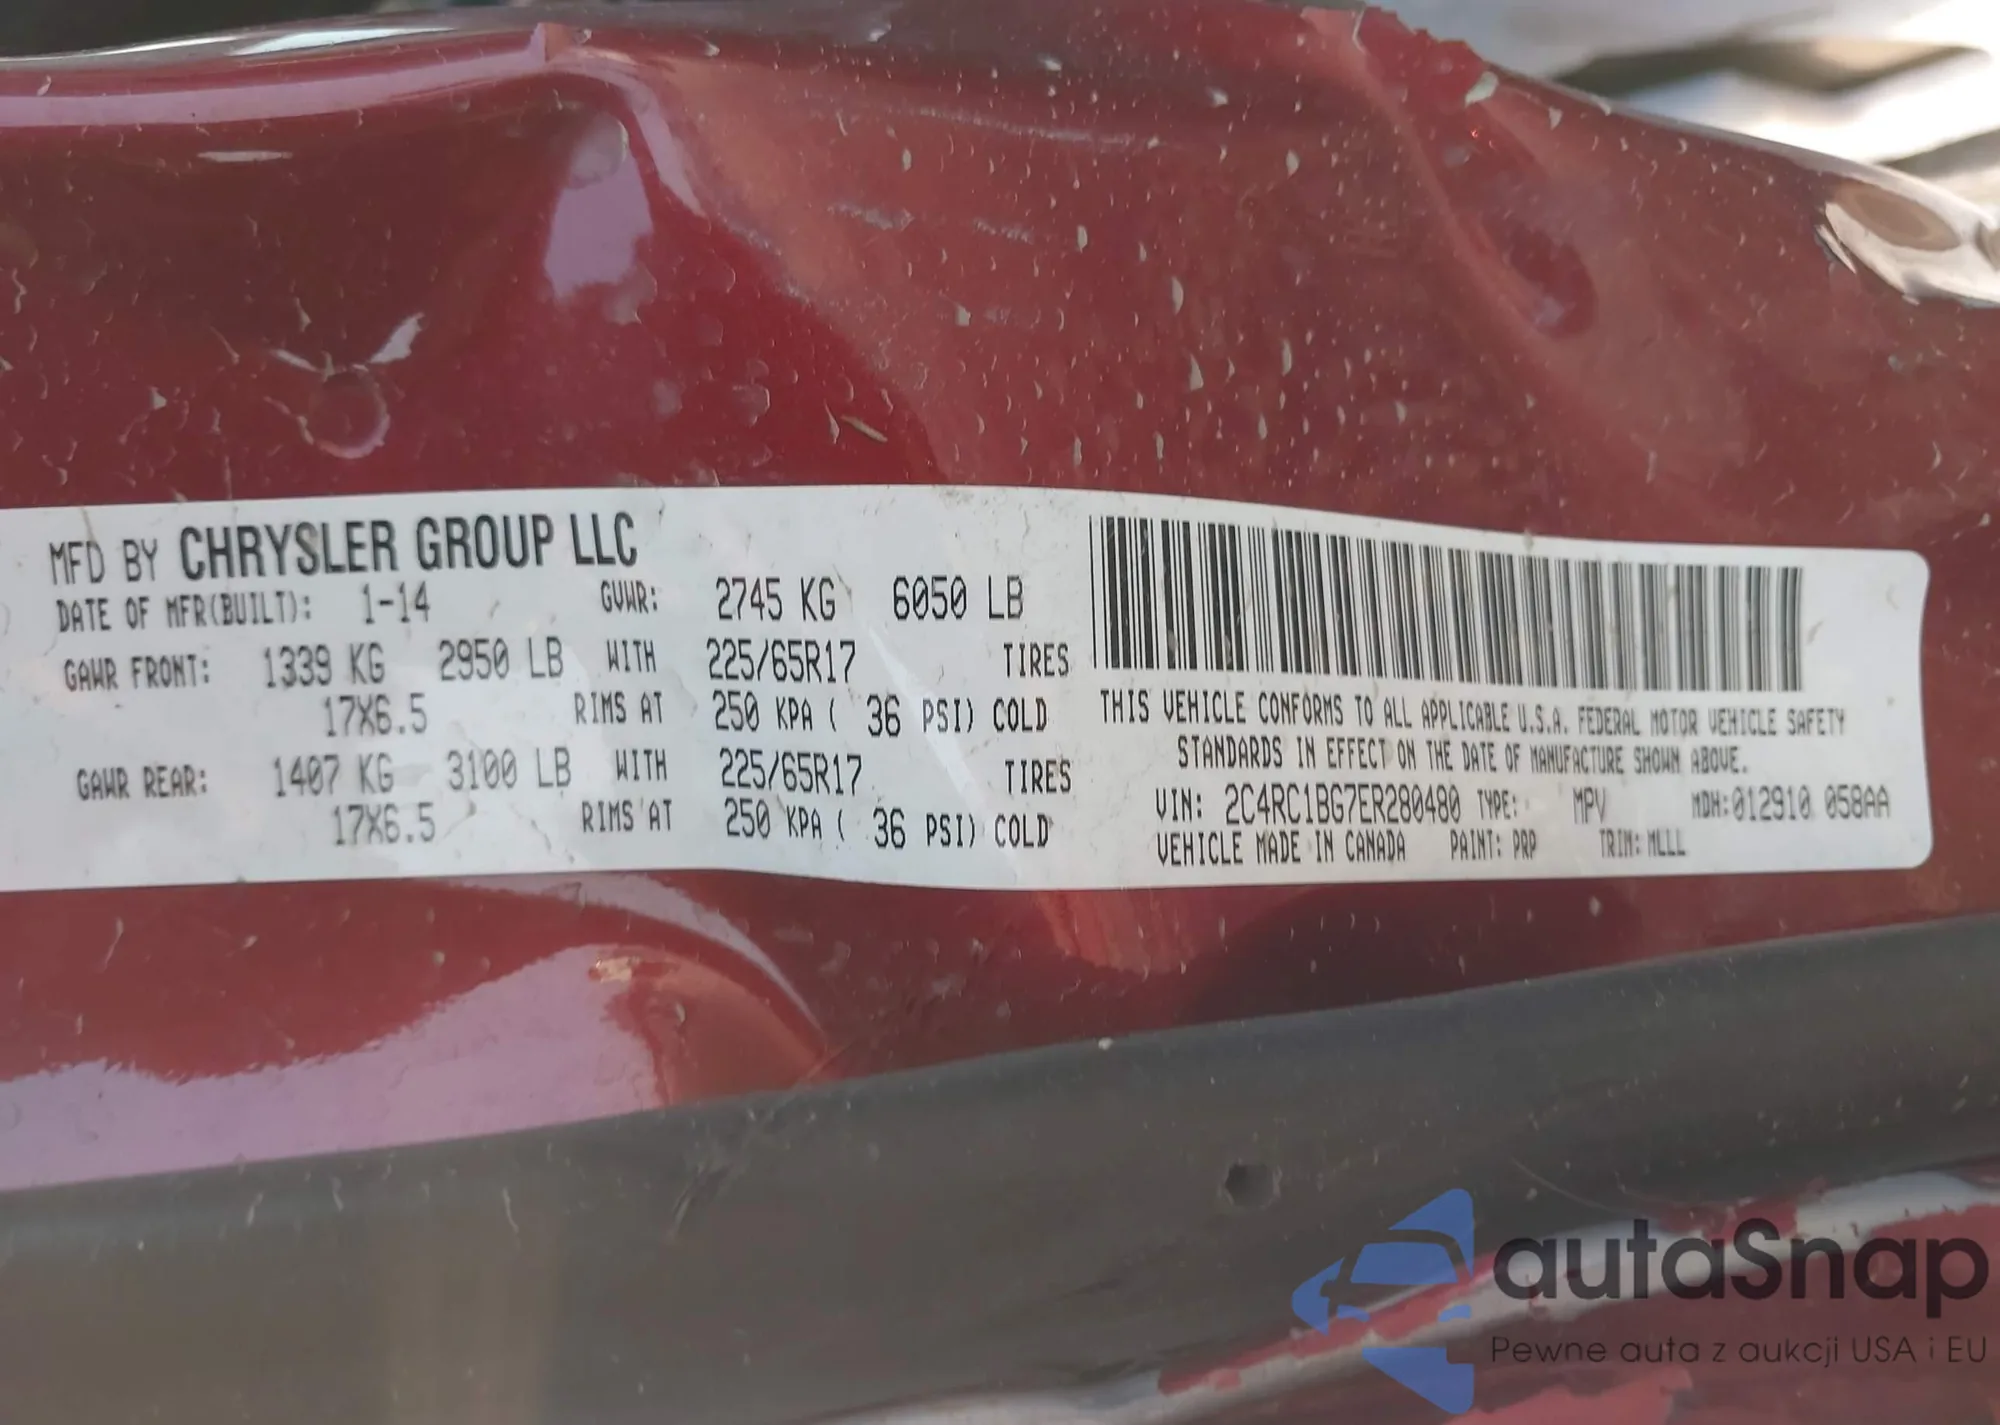 MFD BY CHRYSLER GROUP LLC
DATE OF MFR(BUILT): 1-14 GVWR: 2745 KG 6050 LB
GAWR FRONT: 1339 KG 2950 LB WITH 225/65R17 TIRES
17X6.5 RIMS AT 250 KPA ( 36 PSI) COLD
GAWR REAR: 1407 KG 3100 LB WITH 225/65R17 TIRES
17X6.5 RIMS AT 250 KPA ( 36 PSI) COLD
THIS VEHICLE CONFORMS TO ALL APPLICABLE U.S.A. FEDERAL MOTOR VEHICLE SAFETY
STANDARDS IN EFFECT ON THE DATE OF MANUFACTURE SHOWN ABOVE.
VIN: 2C4RC1BG7ER280480 TYPE: MPV MDH:012910 058AA
VEHICLE MADE IN CANADA PAINT: PRP TRIM: MLLL
autaSnap
Pewne auta z aukcji USA i EU